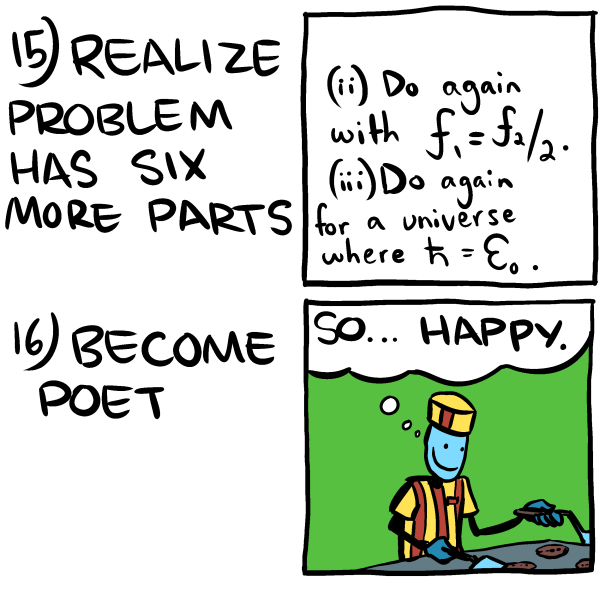 15) REALIZE
PROBLEM
HAS SIX
MORE PARTS
(ii) Do again
with f₁ = f₂/2.
(iii) Do again
for a universe
where ħ = ε₀.
16) BECOME
POET
SO... HAPPY.